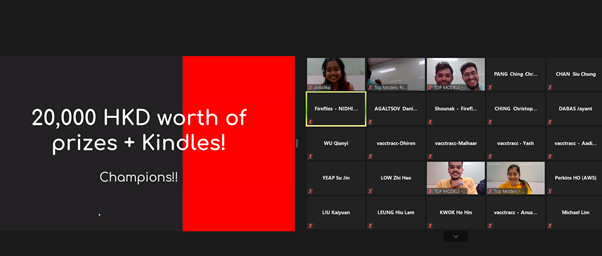 20,000 HKD worth of
prizes + Kindles!
Champions!!
Top Models- Ri...
TOP MODELS -...
PANG Ching Chr...
CHAN Siu Chung
Fireflies - NIDHI...
AGALTSOV Dani...
Shounak - Firefl...
CHING Christop...
DABAS Jayant
WU Qianyi
vacctracc-Dhiren
vacctracc-Malhaar
vacctracc - Yash
vacctracc - Aadi...
YEAP Su Jin
LOW Zhi Hao
TOP MODELS -...
Top Models -
Perkins HO (AWS)
LIU Kaiyuan
LEUNG Hiu Lam
KWOK Ho Hin
vacctracc - Anus...
Michael Lim